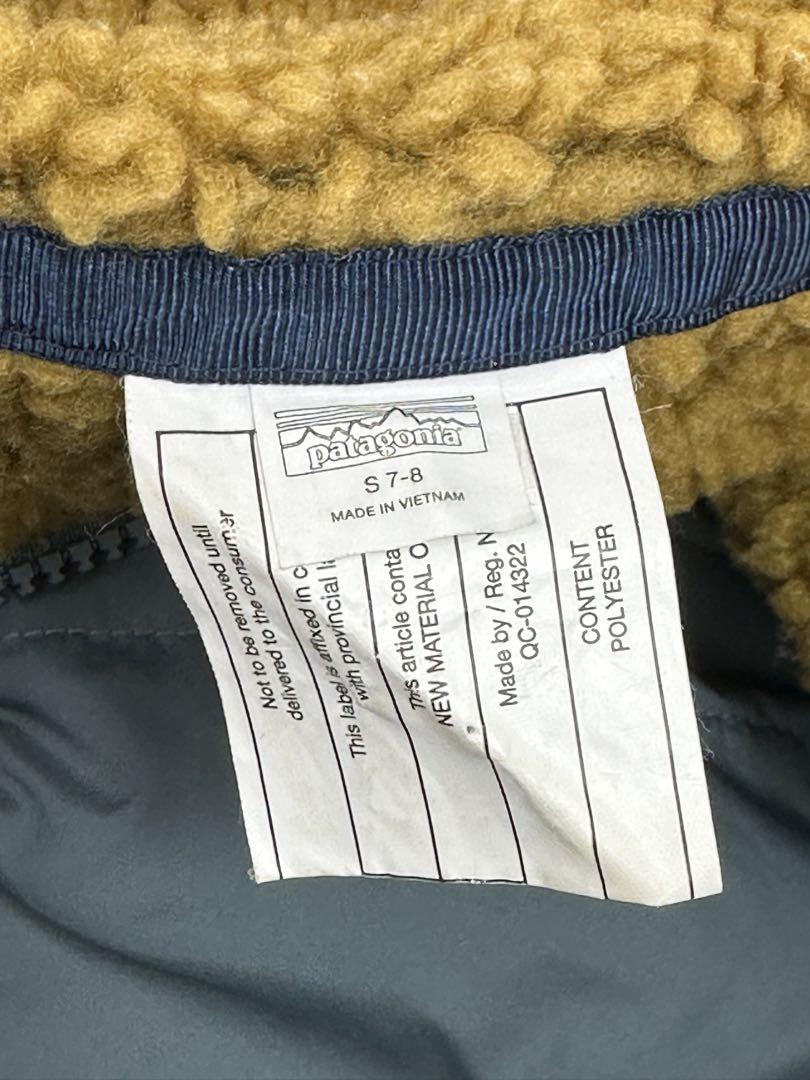 patagonia
S 7-8
MADE IN VIETNAM
Not to be removed until
delivered to the consumer
This label is affixed in
with provincial
This article
NEW MATERIAL
Made by / Reg.
QC-014322
CONTENT
POLYESTER